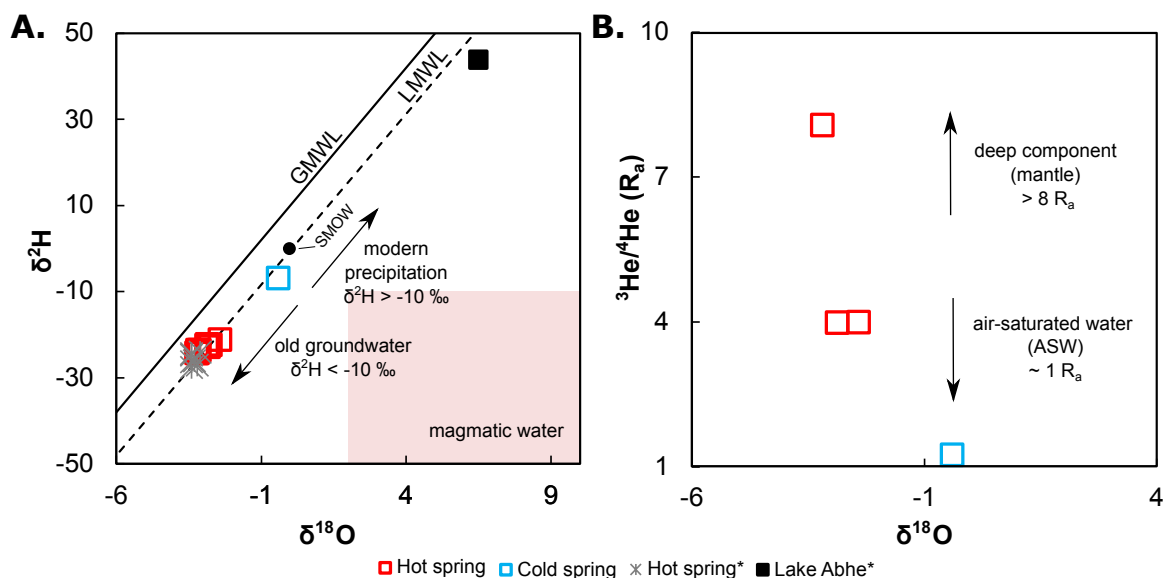 A.
50
30
10
-10
-30
-50
δ²H
GMWL
LMWL
SMOW
modern
precipitation
δ²H > -10 ‰
old groundwater
δ²H < -10 ‰
magmatic water
-6
-1
4
9
δ¹⁸O
B.
10
7
4
1
³He/⁴He (Rₐ)
deep component
(mantle)
> 8 Rₐ
air-saturated water
(ASW)
~ 1 Rₐ
-6
-1
4
δ¹⁸O
Hot spring Cold spring Hot spring* Lake Abhe*